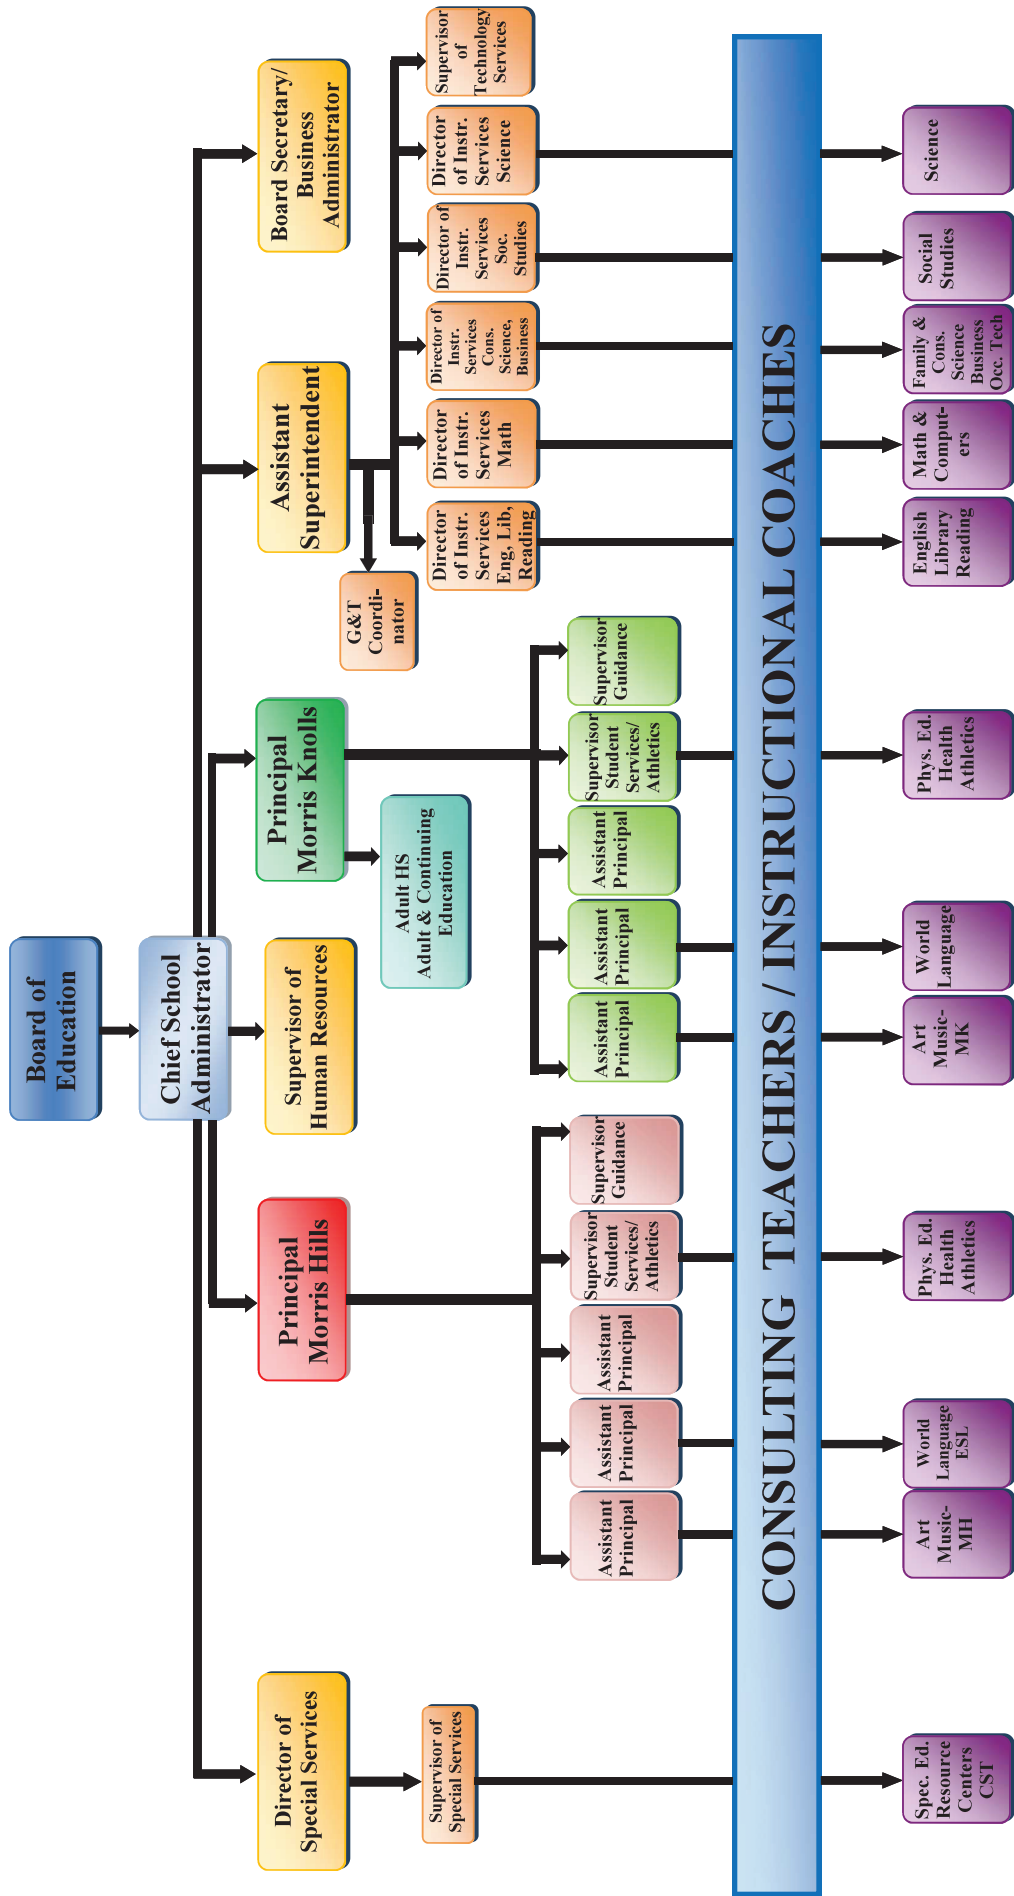 Board of
Education
Chief School
Administrator
Director of
Special Services
Principal
Morris Hills
Supervisor of
Human Resources
Principal
Morris Knolls
Assistant
Superintendent
Board Secretary/
Business
Administrator
G&T
Coordi-
nator
Adult HS
Adult & Continuing
Education
Supervisor of
Special Services
Director
of Instr.
Services
Eng, Lib,
Reading
Director
of Instr.
Services
Math
Director of
Instr.
Services
Cons.
Science,
Business
Director of
Instr.
Services
Soc.
Studies
Director
of Instr.
Services
Science
Supervisor
of
Technology
Services
Assistant
Principal
Assistant
Principal
Assistant
Principal
Supervisor
Student
Services/
Athletics
Supervisor
Guidance
Assistant
Principal
Assistant
Principal
Assistant
Principal
Supervisor
Student
Services/
Athletics
Supervisor
Guidance
CONSULTING TEACHERS / INSTRUCTIONAL COACHES
Spec. Ed.
Resource
Centers
CST
Art
Music-
MH
World
Language
ESL
Phys. Ed.
Health
Athletics
Art
Music-
MK
World
Language
Phys. Ed.
Health
Athletics
English
Library
Reading
Math &
Comput-
ers
Family &
Cons.
Science
Business
Occ. Tech
Social
Studies
Science